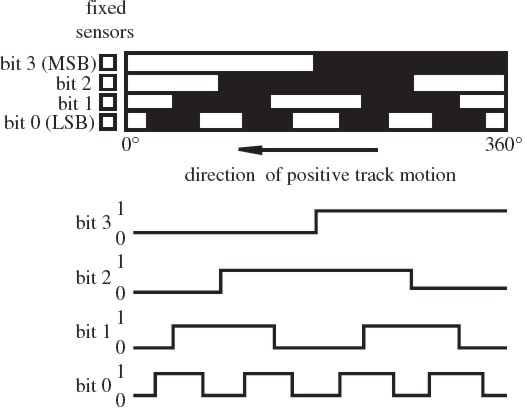 fixed
sensors
bit 3 (MSB)
bit 2
bit 1
bit 0 (LSB)
0° 360°
direction of positive track motion
1
bit 3
0
1
bit 2
0
1
bit 1
0
1
bit 0
0